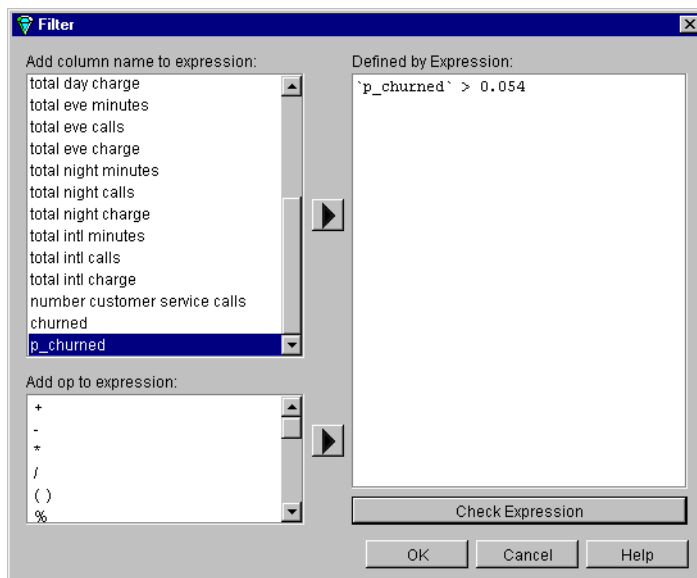 Filter
Add column name to expression:
total day charge
total eve minutes
total eve calls
total eve charge
total night minutes
total night calls
total night charge
total intl minutes
total intl calls
total intl charge
number customer service calls
churned
p_churned
Add op to expression:
+
-
*
/
( )
%
Defined by Expression:
`p_churned` > 0.054
Check Expression
OK
Cancel
Help